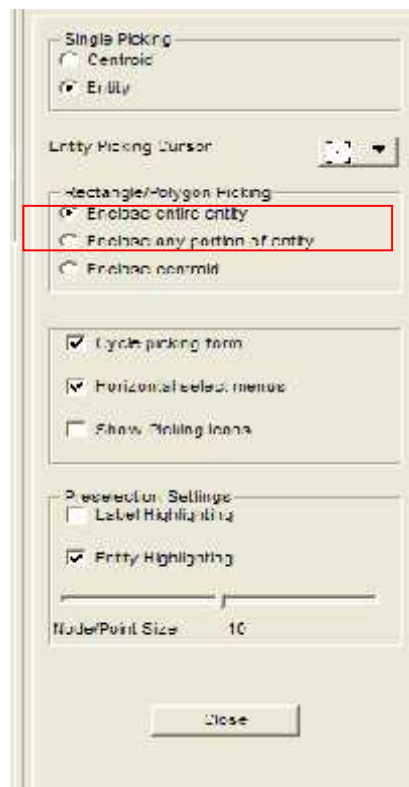 Single Picking
Centroid
Entity
Entity Picking Cursor
Rectangle/Polygon Picking
Enclose entire entity
Enclose any portion of entity
Enclose centroid
Cycle picking form
Horizontal select menus
Show Picking Icons
Preselection Settings
Label Highlighting
Entity Highlighting
Node/Point Size 10
Close